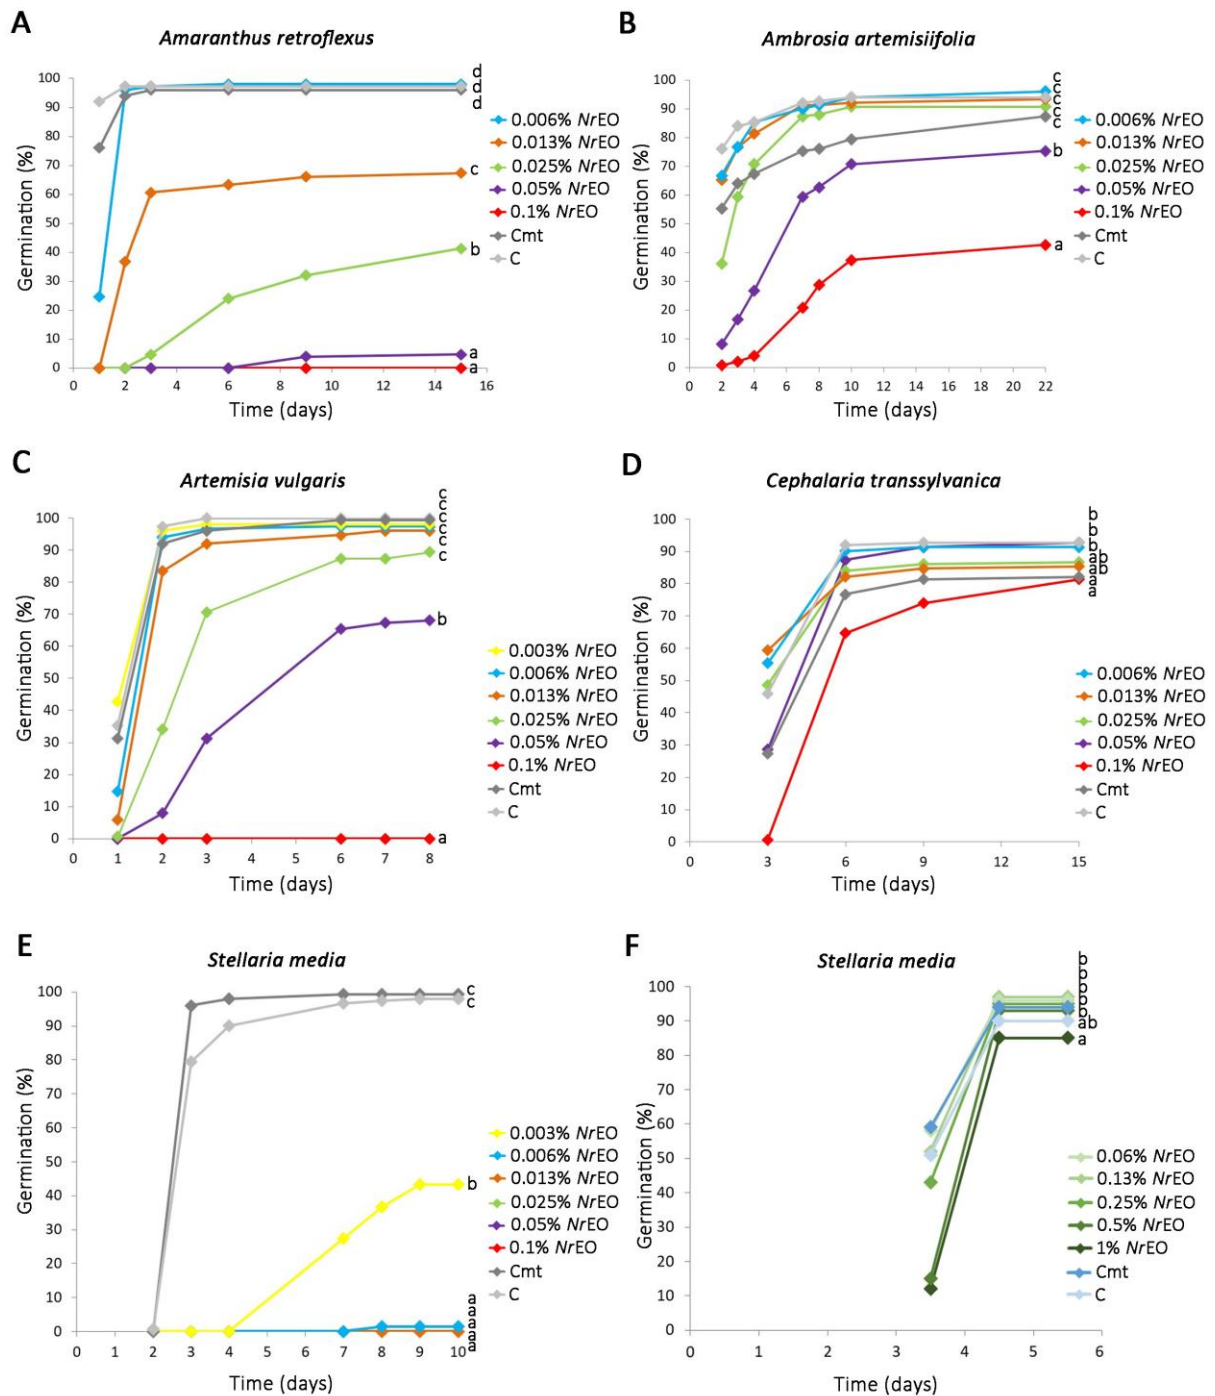 A
Amaranthus retroflexus
Germination (%)
100
90
80
70
60
50
40
30
20
10
0
0 2 4 6 8 10 12 14 16
Time (days)
d
d
d
c
b
a
a
0.006% NrEO
0.013% NrEO
0.025% NrEO
0.05% NrEO
0.1% NrEO
Cmt
C
B
Ambrosia artemisiifolia
Germination (%)
100
90
80
70
60
50
40
30
20
10
0
0 2 4 6 8 10 12 14 16 18 20 22
Time (days)
c
c
c
c
c
b
a
0.006% NrEO
0.013% NrEO
0.025% NrEO
0.05% NrEO
0.1% NrEO
Cmt
C
C
Artemisia vulgaris
Germination (%)
100
90
80
70
60
50
40
30
20
10
0
0 1 2 3 4 5 6 7 8
Time (days)
c
c
c
c
c
c
b
a
0.003% NrEO
0.006% NrEO
0.013% NrEO
0.025% NrEO
0.05% NrEO
0.1% NrEO
Cmt
C
D
Cephalaria transsylvanica
Germination (%)
100
90
80
70
60
50
40
30
20
10
0
0 3 6 9 12 15
Time (days)
b
b
b
ab
ab
a
a
0.006% NrEO
0.013% NrEO
0.025% NrEO
0.05% NrEO
0.1% NrEO
Cmt
C
E
Stellaria media
Germination (%)
100
90
80
70
60
50
40
30
20
10
0
0 1 2 3 4 5 6 7 8 9 10
Time (days)
c
c
b
a
a
a
a
a
0.003% NrEO
0.006% NrEO
0.013% NrEO
0.025% NrEO
0.05% NrEO
0.1% NrEO
Cmt
C
F
Stellaria media
Germination (%)
100
90
80
70
60
50
40
30
20
10
0
0 1 2 3 4 5 6
Time (days)
b
b
b
b
b
ab
a
0.06% NrEO
0.13% NrEO
0.25% NrEO
0.5% NrEO
1% NrEO
Cmt
C